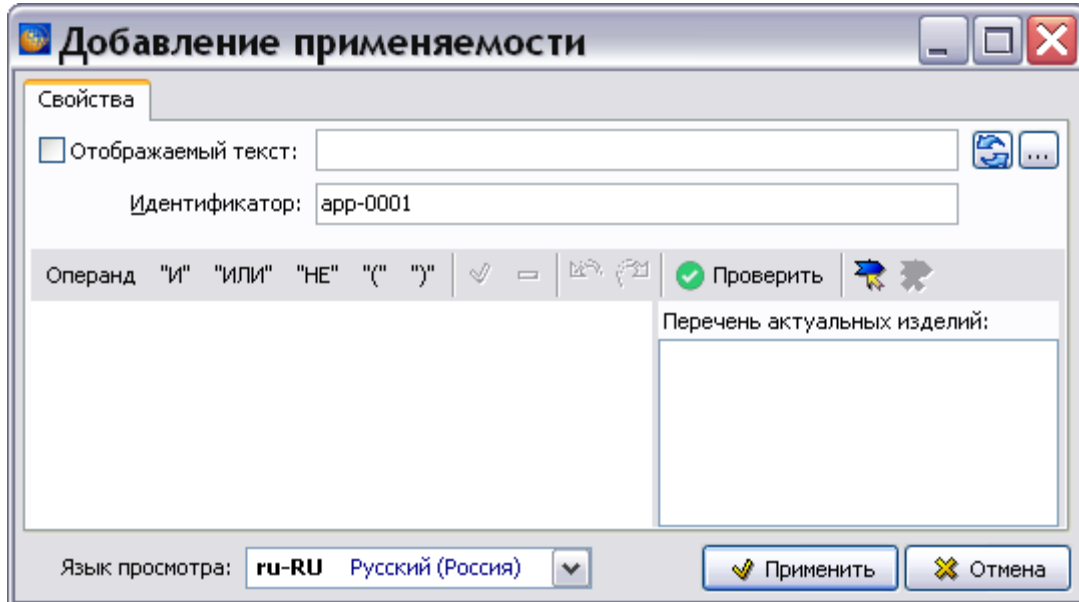 Добавление применяемости
Свойства
Отображаемый текст:
...
Идентификатор: app-0001
Операнд "И" "ИЛИ" "НЕ" "(" ")" Проверить
Перечень актуальных изделий:
Язык просмотра: ru-RU Русский (Россия) Применить Отмена